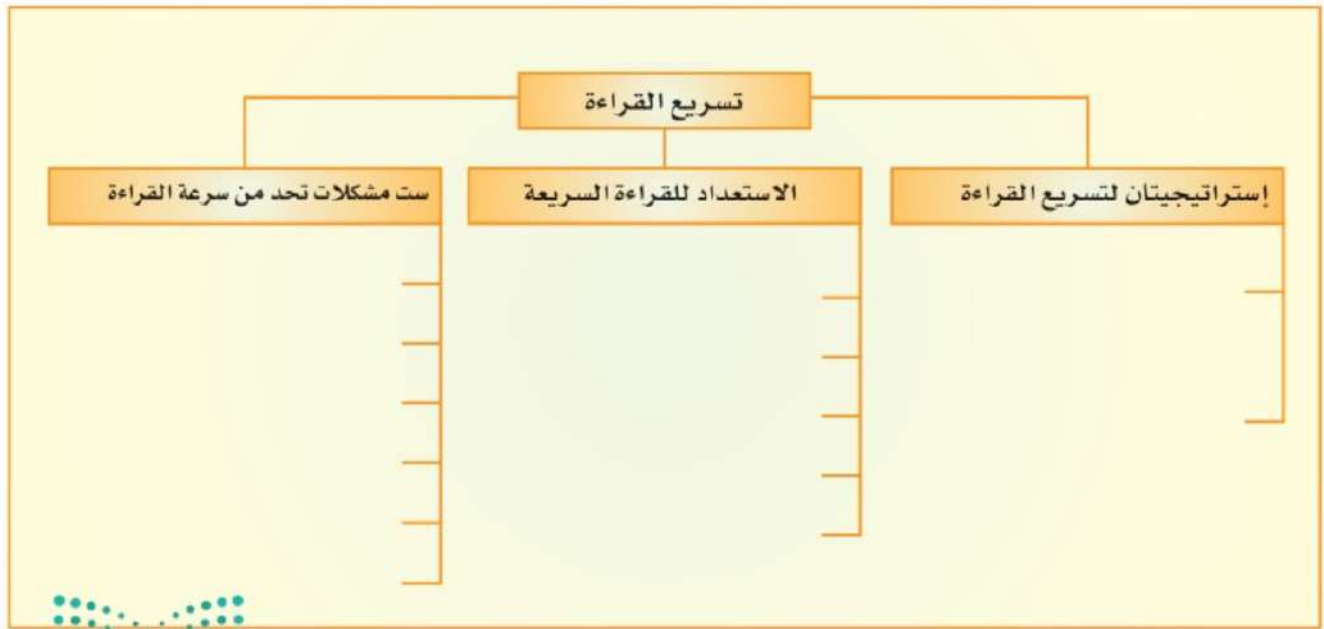 تسريع القراءة
إستراتيجيتان لتسريع القراءة
الاستعداد للقراءة السريعة
ست مشكلات تحد من سرعة القراءة